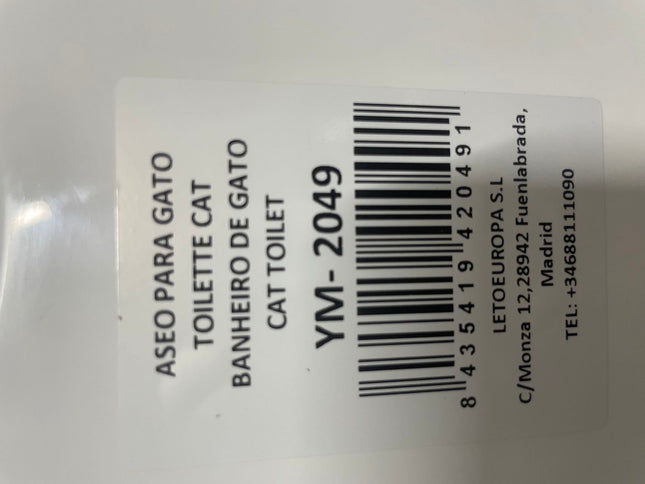 ASEO PARA GATO
TOILETTE CAT
BANHEIRO DE GATO
CAT TOILET
YM- 2049
8 435419 420491
LETOEUROPA S.L
C/Monza 12,28942 Fuenlabrada,
Madrid
TEL: +34688111090